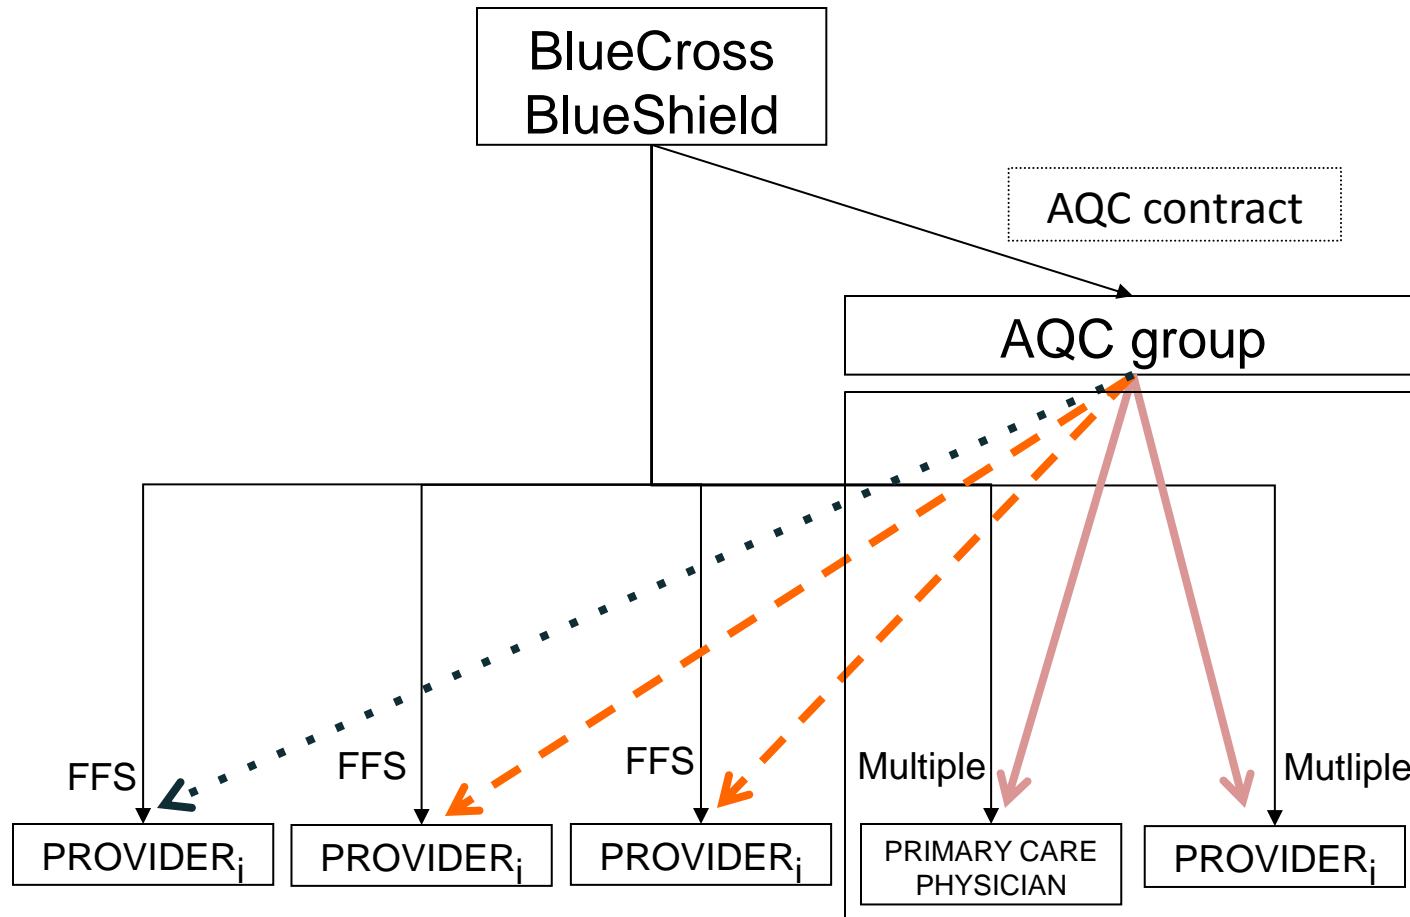 BlueCross
BlueShield
AQC contract
AQC group
FFS
FFS
FFS
Multiple
Mutliple
PROVIDERi
PROVIDERi
PROVIDERi
PRIMARY CARE
PHYSICIAN
PROVIDERi